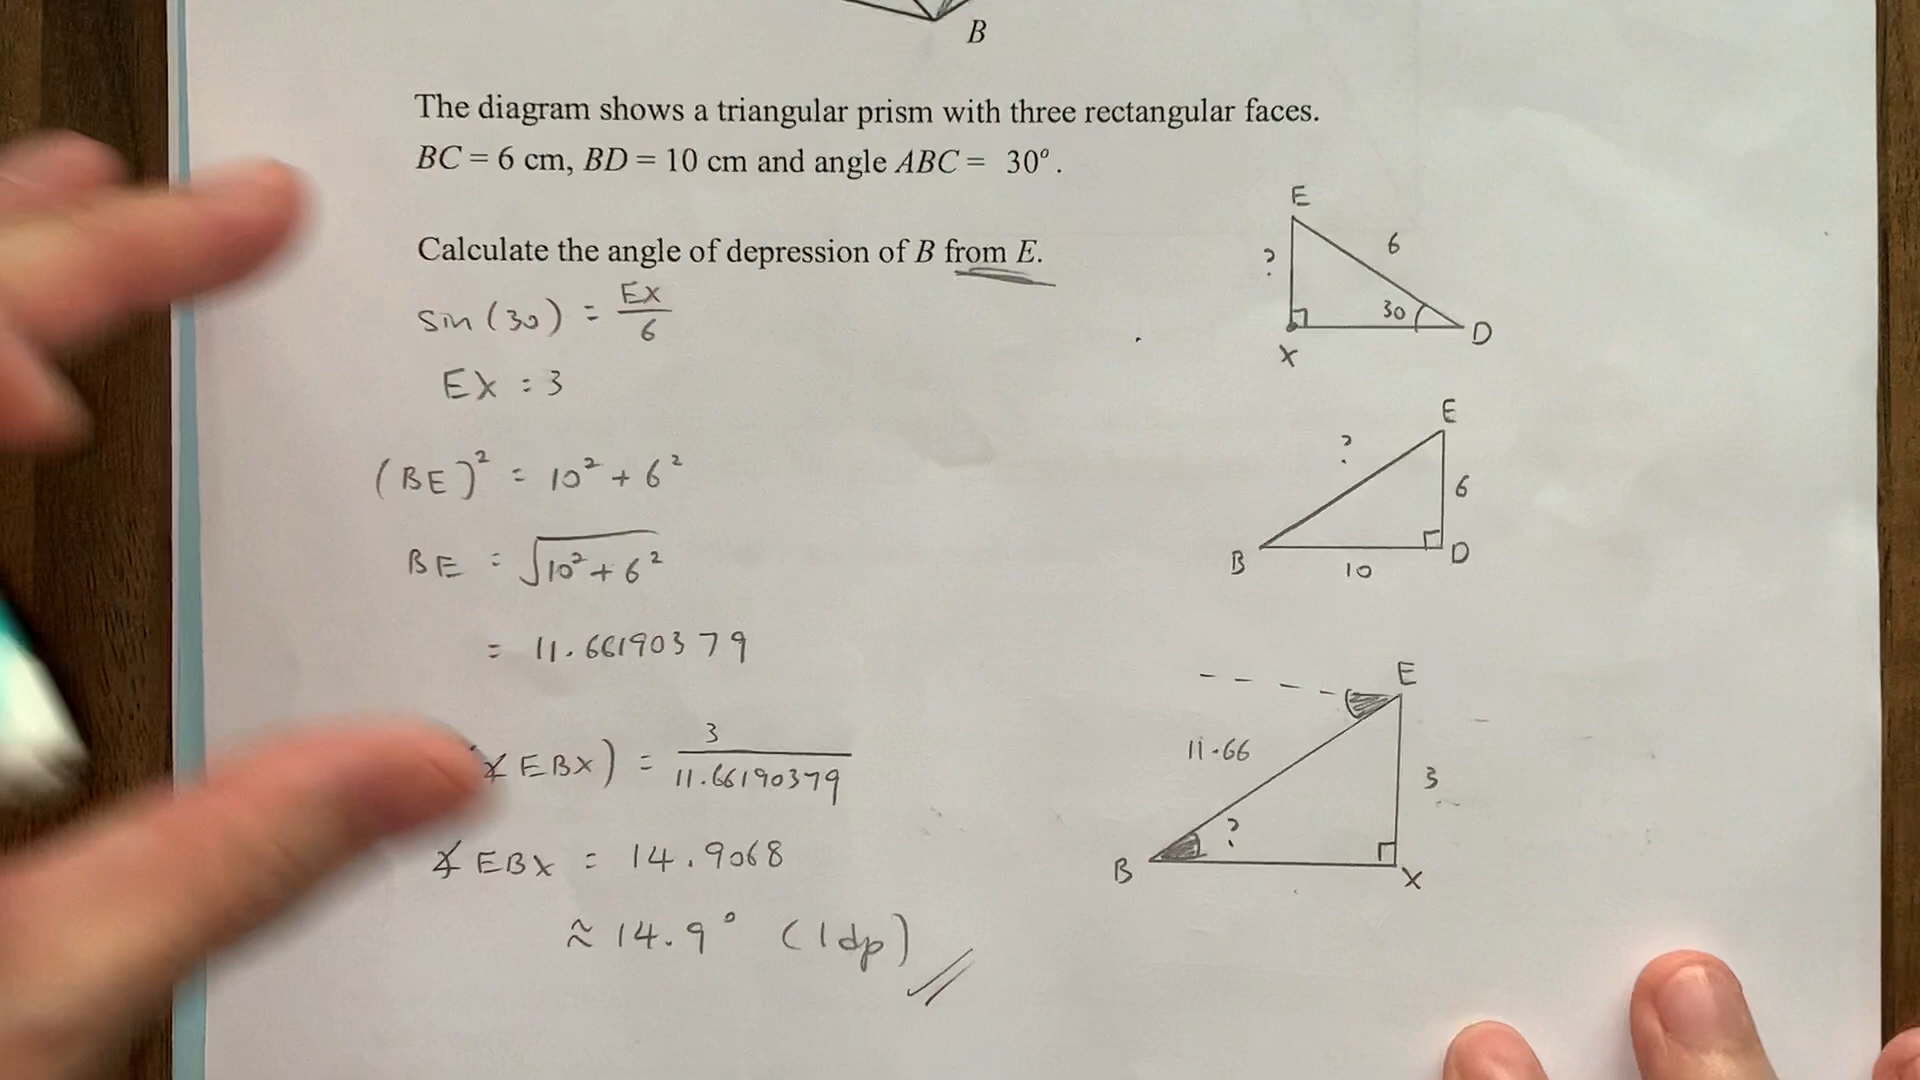 B
The diagram shows a triangular prism with three rectangular faces.
BC = 6 cm, BD = 10 cm and angle ABC = 30°.
Calculate the angle of depression of B from E.
sin (30) = EX/6
EX = 3
(BE)² = 10² + 6²
BE = √10² + 6²
= 11.66190379
∡EBX) = 3/11.66190379
∡EBX = 14.9068
≈ 14.9° (1dp)
E
?
6
30
X
D
E
?
6
B
10
D
E
11.66
3
?
B
X